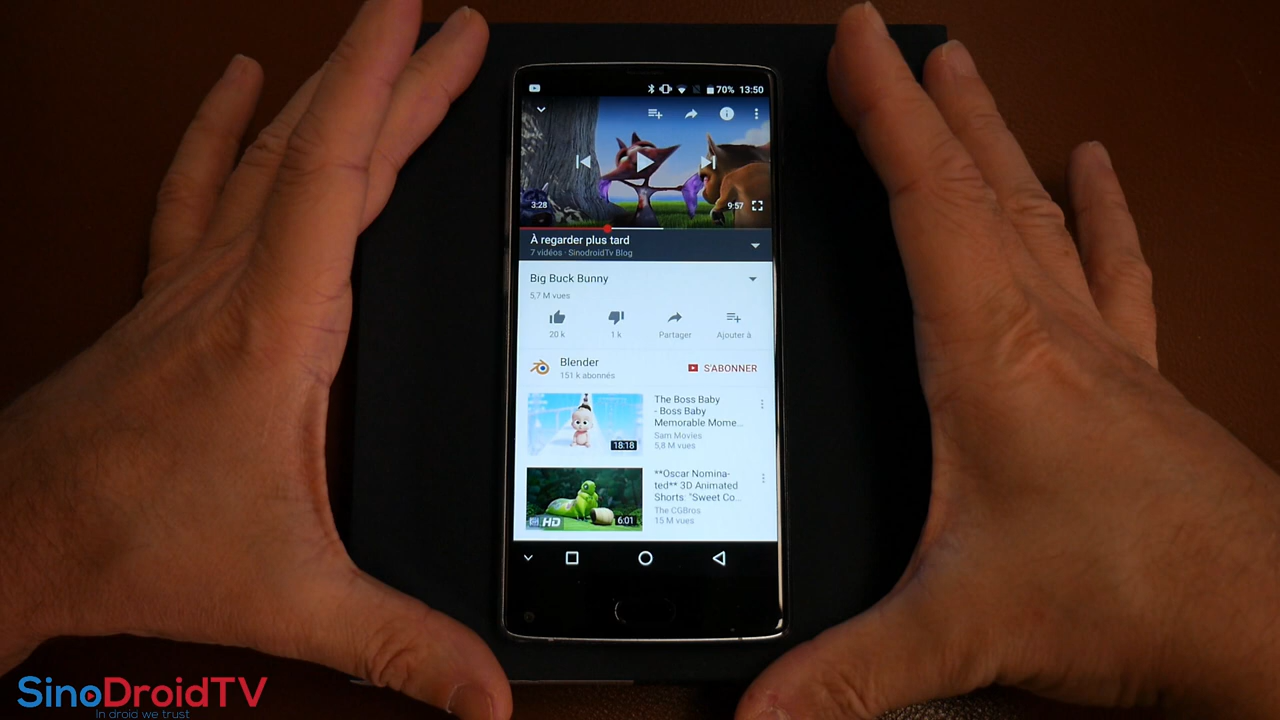 70% 13:50
3:28
9:57
À regarder plus tard
7 vidéos · SinodroidTv Blog
Big Buck Bunny
5,7 M vues
20 k
1 k
Partager
Ajouter à
Blender
151 k abonnés
S'ABONNER
The Boss Baby
- Boss Baby
Memorable Mome...
Sam Movies
5,8 M vues
18:18
**Oscar Nomina-
ted** 3D Animated
Shorts: "Sweet Co...
The CGBros
15 M vues
HD
6:01
SinoDroidTV
In droid we trust